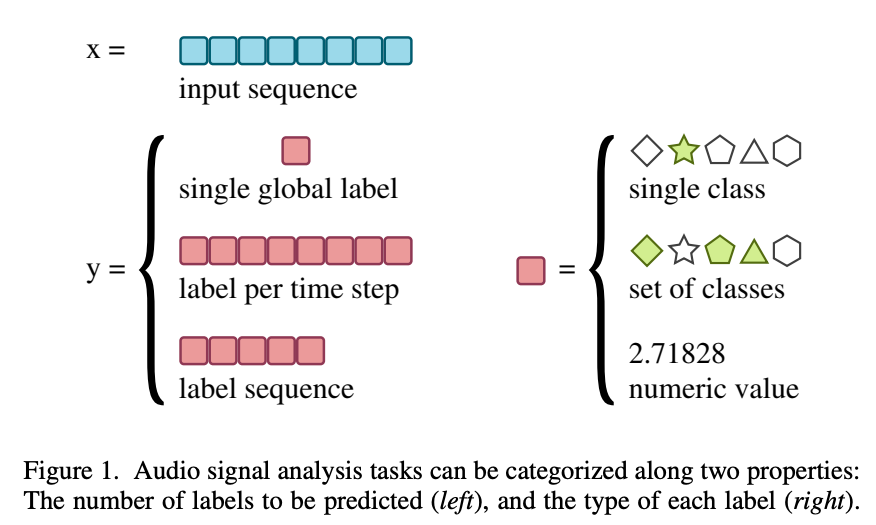 x =
input sequence
single global label
y =
label per time step
label sequence
=
single class
set of classes
2.71828
numeric value
Figure 1. Audio signal analysis tasks can be categorized along two properties:
The number of labels to be predicted (left), and the type of each label (right).